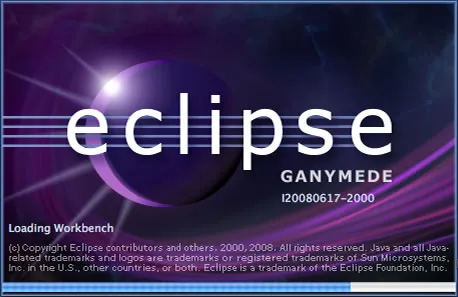 eclipse
GANYMEDE
I20080617-2000
Loading Workbench
(c) Copyright Eclipse contributors and others. 2000, 2008. All rights reserved. Java and all Java-
related trademarks and logos are trademarks or registered trademarks of Sun Microsystems,
Inc. in the U.S., other countries, or both. Eclipse is a trademark of the Eclipse Foundation, Inc.